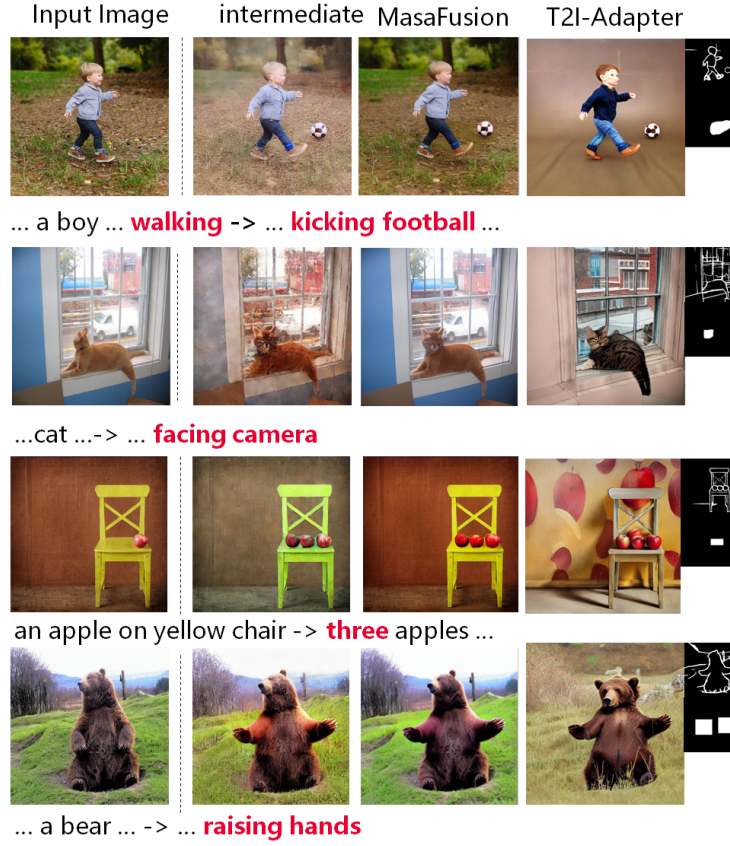 Input Image intermediate MasaFusion T2I-Adapter
... a boy ... walking -> ... kicking football ...
...cat ...-> ... facing camera
an apple on yellow chair -> three apples ...
... a bear ... -> ... raising hands